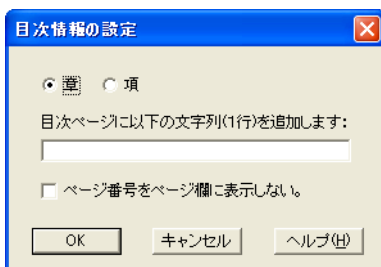 目次情報の設定
章 項
目次ページに以下の文字列(1行)を追加します:
ページ番号をページ欄に表示しない。
OK キャンセル ヘルプ(H)